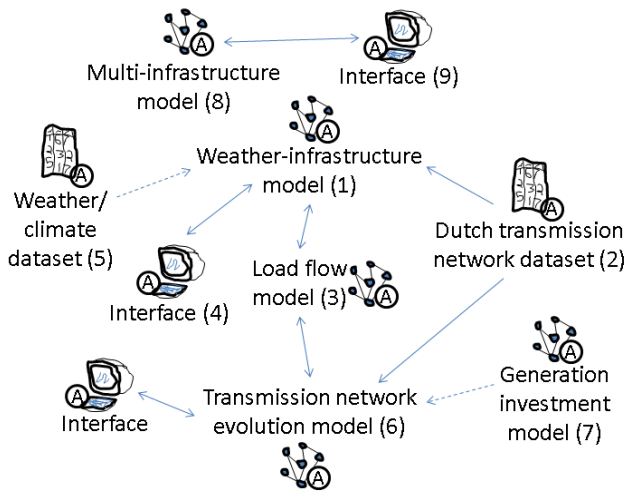 A
A
Multi-infrastructure
model (8)
Interface (9)
A
Weather-infrastructure
model (1)
A
Weather/
climate
dataset (5)
A
Dutch transmission
network dataset (2)
A
Interface (4)
Load flow
model (3)
A
A
Generation
investment
model (7)
A
Interface
Transmission network
evolution model (6)
A